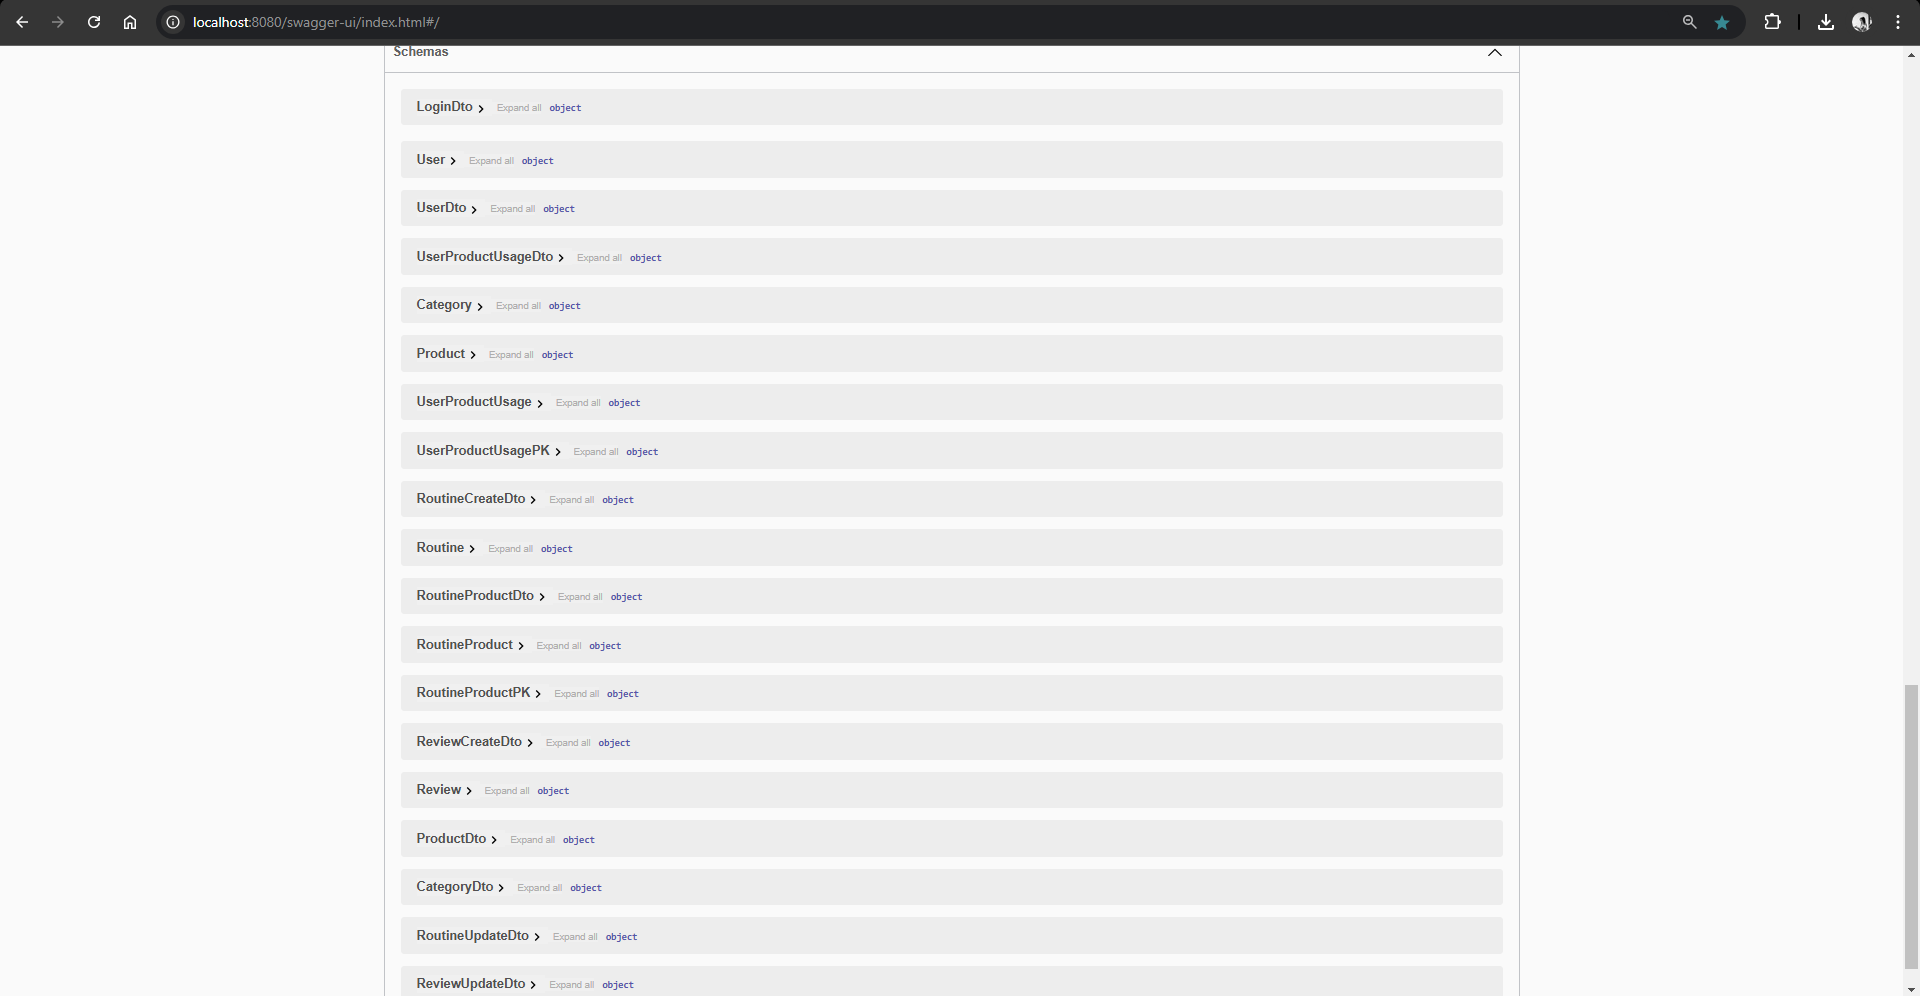 localhost:8080/swagger-ui/index.html#/
Schemas
LoginDto Expand all object
User Expand all object
UserDto Expand all object
UserProductUsageDto Expand all object
Category Expand all object
Product Expand all object
UserProductUsage Expand all object
UserProductUsagePK Expand all object
RoutineCreateDto Expand all object
Routine Expand all object
RoutineProductDto Expand all object
RoutineProduct Expand all object
RoutineProductPK Expand all object
ReviewCreateDto Expand all object
Review Expand all object
ProductDto Expand all object
CategoryDto Expand all object
RoutineUpdateDto Expand all object
ReviewUpdateDto Expand all object